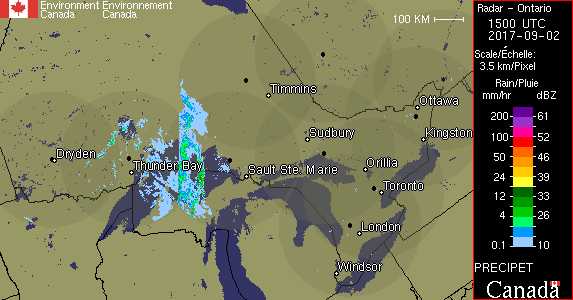 Environment Environnement
Canada Canada
100 KM
Timmins
Ottawa
Sudbury
Kingston
Dryden
Thunder Bay
Sault Ste. Marie
Orillia
Toronto
London
Windsor
Radar - Ontario
1500 UTC
2017-09-02
Scale/Échelle:
3.5 km/Pixel
Rain/Pluie
mm/hr dBZ
200 61
100 52
50 46
24 39
12 33
4 26
0.1 10
PRECIPET
Canada